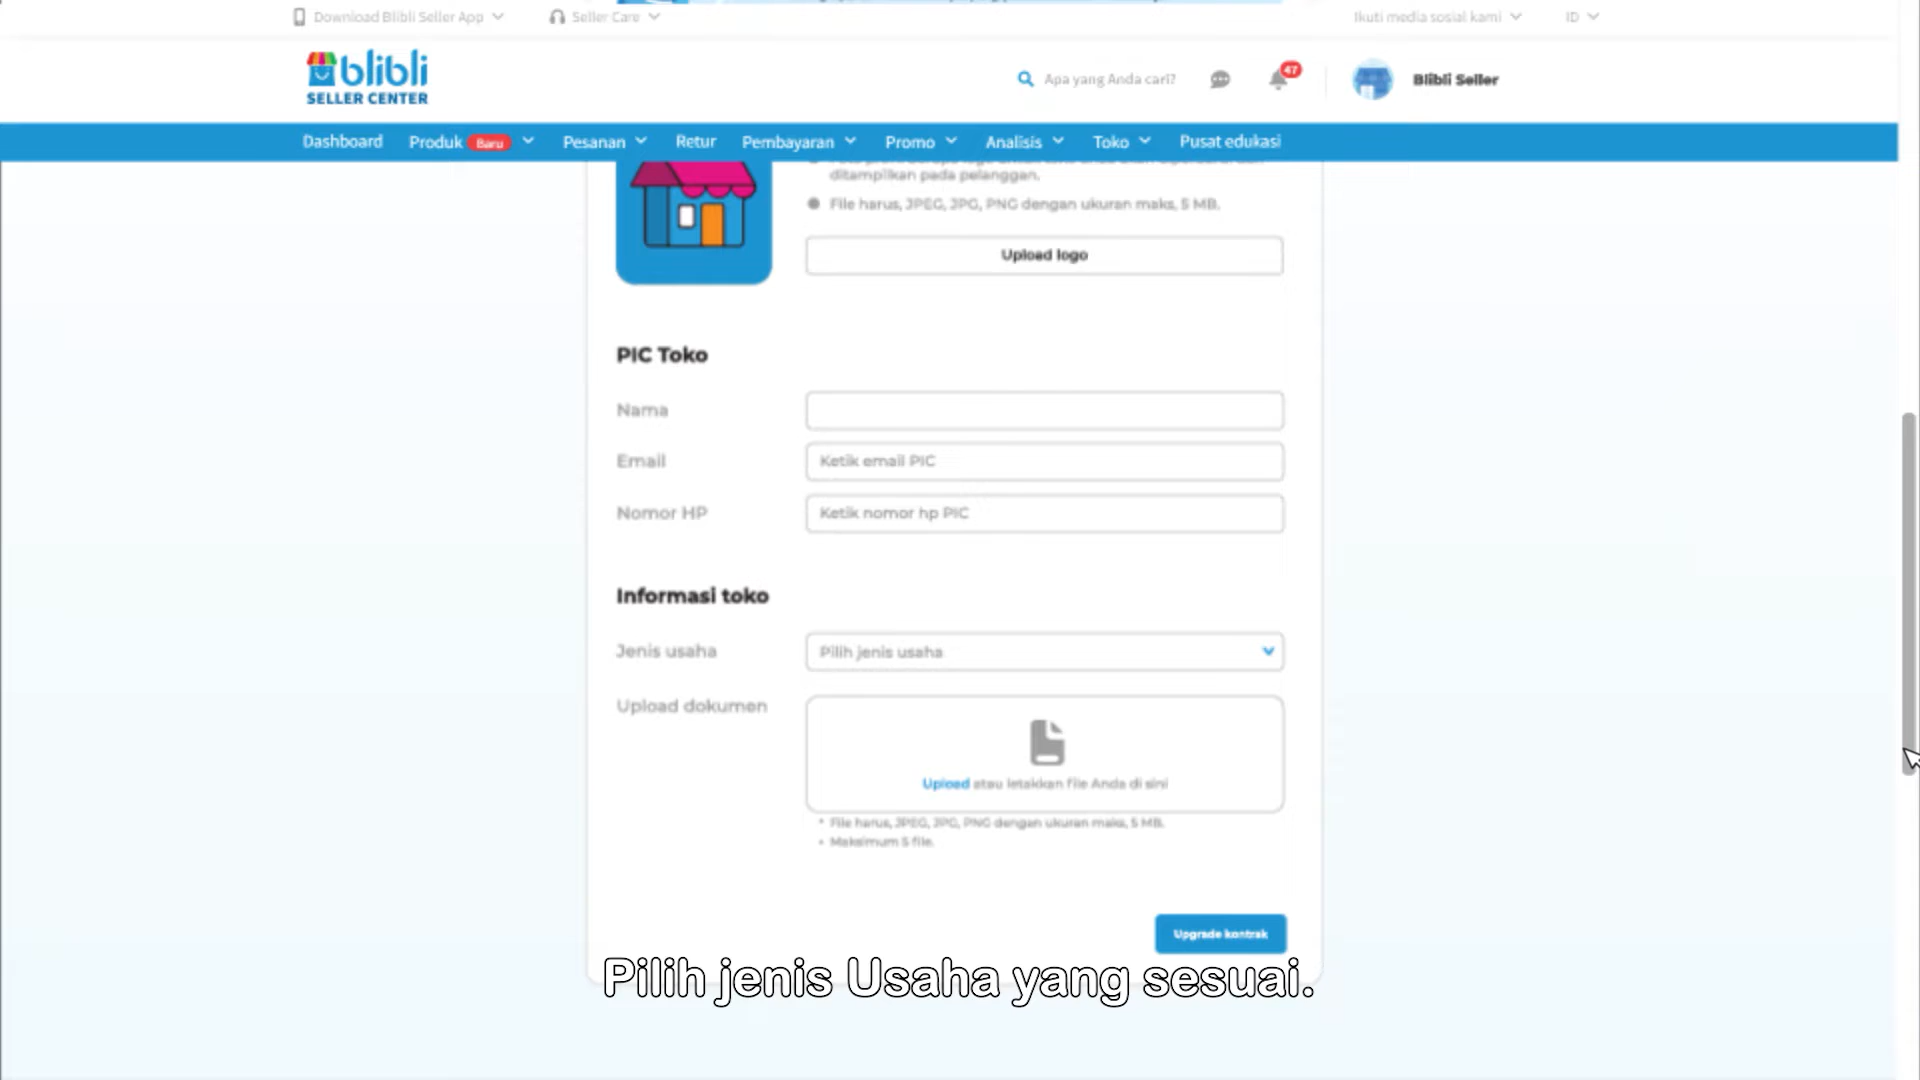 Download Blibli Seller App
Seller Care
Ikuti media sosial kami
ID
blibli
SELLER CENTER
Apa yang Anda cari?
47
Blibli Seller
Dashboard
Produk Baru
Pesanan
Retur
Pembayaran
Promo
Analisis
Toko
Pusat edukasi
ditampilkan pada pelanggan.
File harus, JPEG, JPG, PNG dengan ukuran maks, 5 MB.
Upload logo
PIC Toko
Nama
Email
Ketik email PIC
Nomor HP
Ketik nomor hp PIC
Informasi toko
Jenis usaha
Pilih jenis usaha
Upload dokumen
Upload atau letakkan file Anda di sini
• File harus, JPEG, JPG, PNG dengan ukuran maks, 5 MB.
• Maksimum 5 file.
Upgrade kontrak
Pilih jenis Usaha yang sesuai.